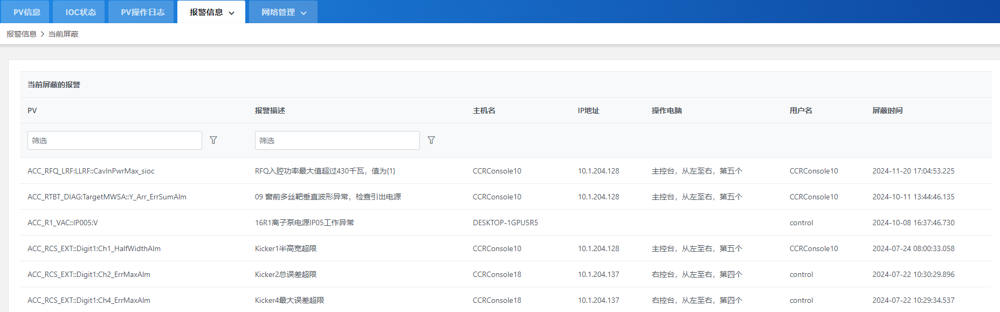 PV信息 IOC状态 PV操作日志 报警信息 网络管理
报警信息 > 当前屏蔽
当前屏蔽的报警
PV 报警描述 主机名 IP地址 操作电脑 用户名 屏蔽时间
筛选 筛选
ACC_RFQ_LRF:LLRF::CavInPwrMax_sioc RFQ入腔功率最大值超过430千瓦，值为{1} CCRConsole10 10.1.204.128 主控台，从左至右，第五个 CCRConsole10 2024-11-20 17:04:53.225
ACC_RTBT_DIAG:TargetMWSA::Y_Arr_ErrSumAlm 09 窗前多丝靶垂直波形异常，检查引出电源 CCRConsole10 10.1.204.128 主控台，从左至右，第五个 CCRConsole10 2024-10-11 13:44:46.135
ACC_R1_VAC::IP005:V 16R1离子泵电源IP05工作异常 DESKTOP-1GPU5R5 control 2024-10-08 16:37:46.730
ACC_RCS_EXT::Digit1:Ch1_HalfWidthAlm Kicker1半高宽超限 CCRConsole10 10.1.204.128 主控台，从左至右，第五个 CCRConsole10 2024-07-24 08:00:33.058
ACC_RCS_EXT::Digit1:Ch2_ErrMaxAlm Kicker2总误差超限 CCRConsole18 10.1.204.137 右控台，从左至右，第四个 control 2024-07-22 10:30:29.896
ACC_RCS_EXT::Digit1:Ch4_ErrMaxAlm Kicker4最大误差超限 CCRConsole18 10.1.204.137 右控台，从左至右，第四个 control 2024-07-22 10:29:34.537